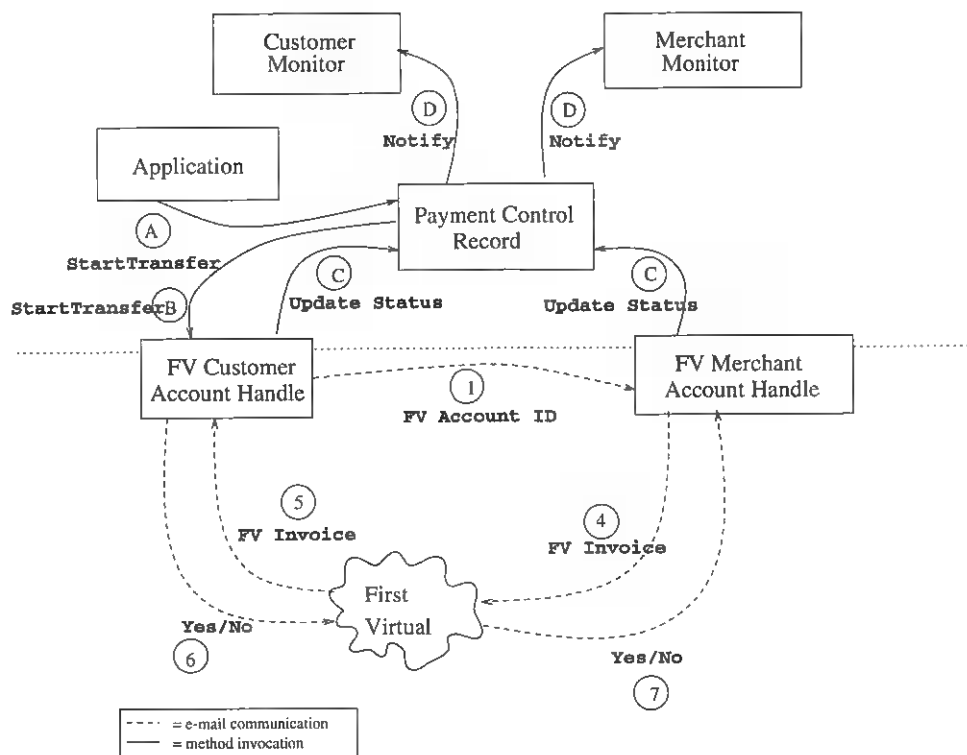 Customer
Monitor
Merchant
Monitor
D
Notify
D
Notify
Application
Payment Control
Record
A
StartTransfer
C
Update Status
C
Update Status
StartTransfer B
FV Customer
Account Handle
FV Merchant
Account Handle
1
FV Account ID
5
FV Invoice
4
FV Invoice
First
Virtual
Yes/No
6
Yes/No
7
= e-mail communication
= method invocation